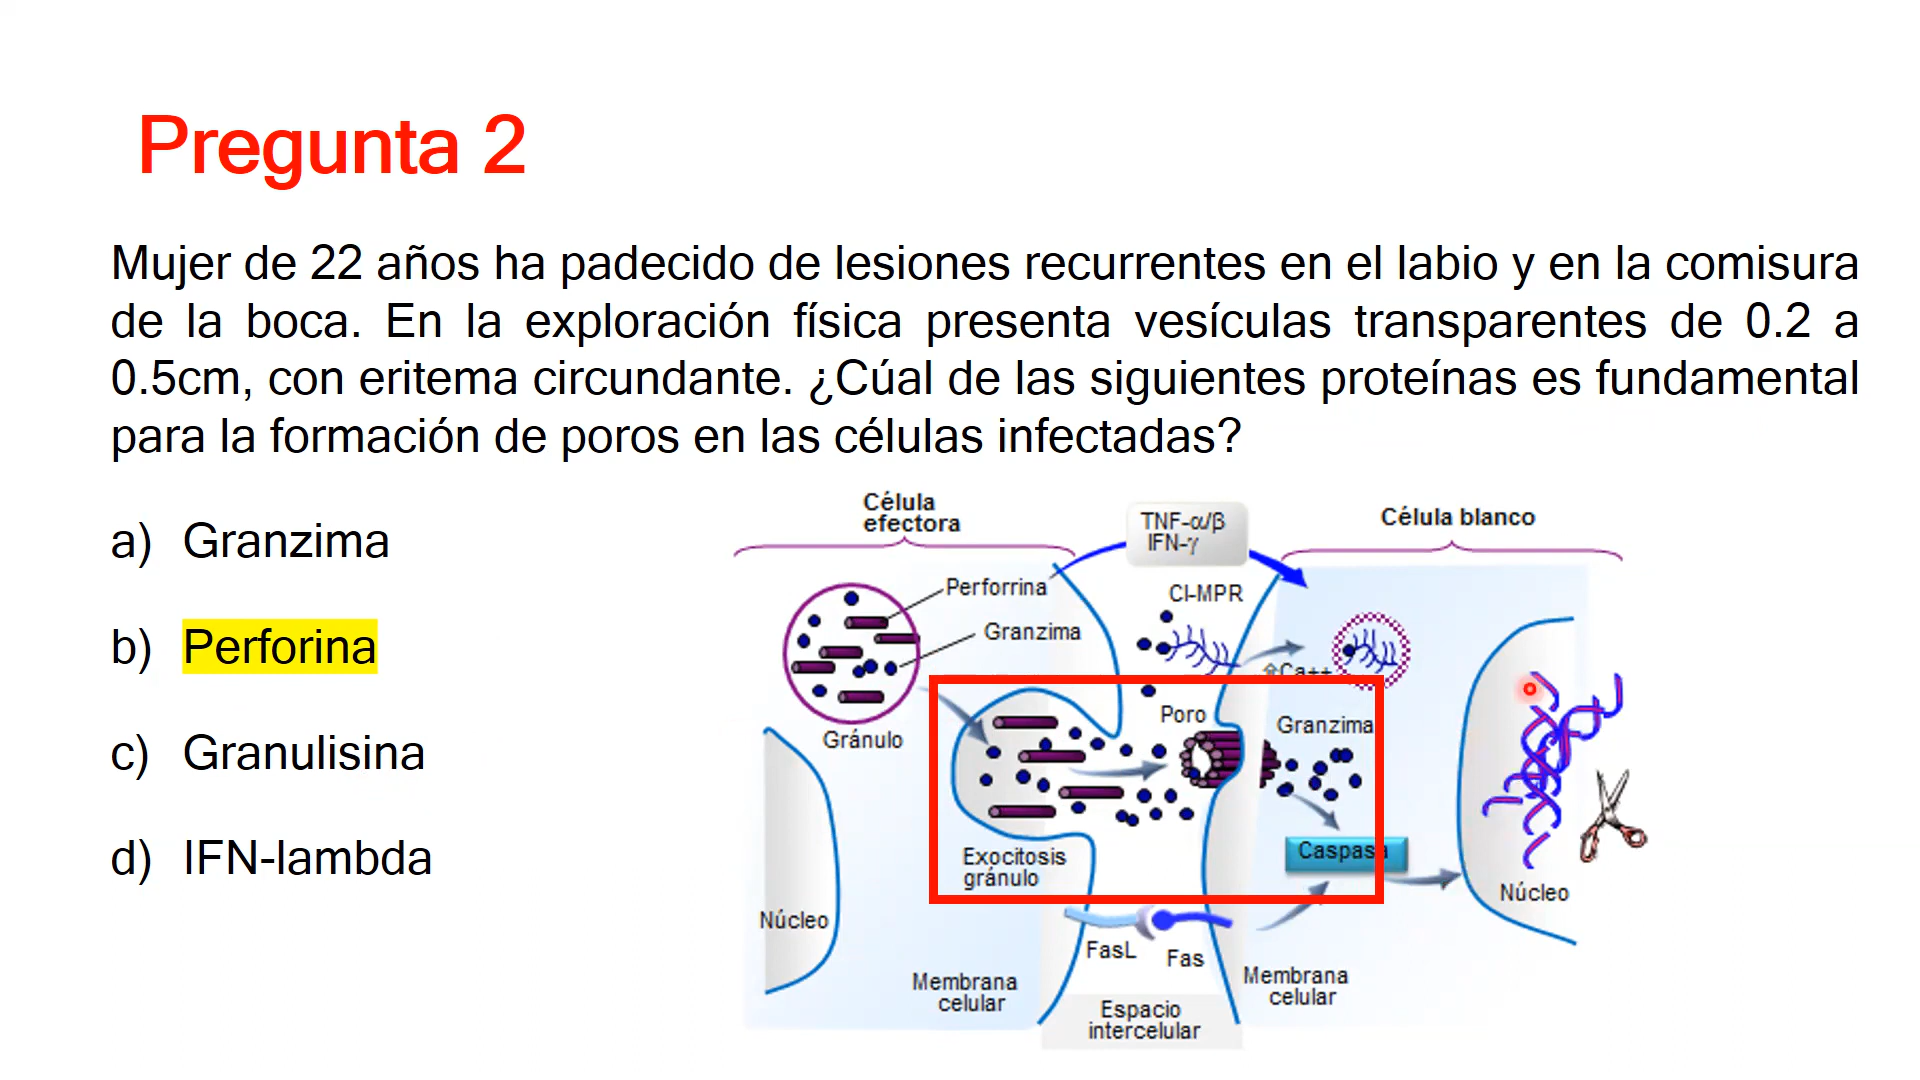 Pregunta 2
Mujer de 22 años ha padecido de lesiones recurrentes en el labio y en la comisura
de la boca. En la exploración física presenta vesículas transparentes de 0.2 a
0.5cm, con eritema circundante. ¿Cúal de las siguientes proteínas es fundamental
para la formación de poros en las células infectadas?
a) Granzima
b) Perforina
c) Granulisina
d) IFN-lambda
Célula
efectora
TNF-α/β
IFN-γ
Célula blanco
Perforrina
CI-MPR
Granzima
⇧Ca++
Poro
Granzima
Gránulo
Caspasa
Exocitosis
gránulo
Núcleo
Núcleo
FasL
Fas
Membrana
celular
Membrana
celular
Espacio
intercelular